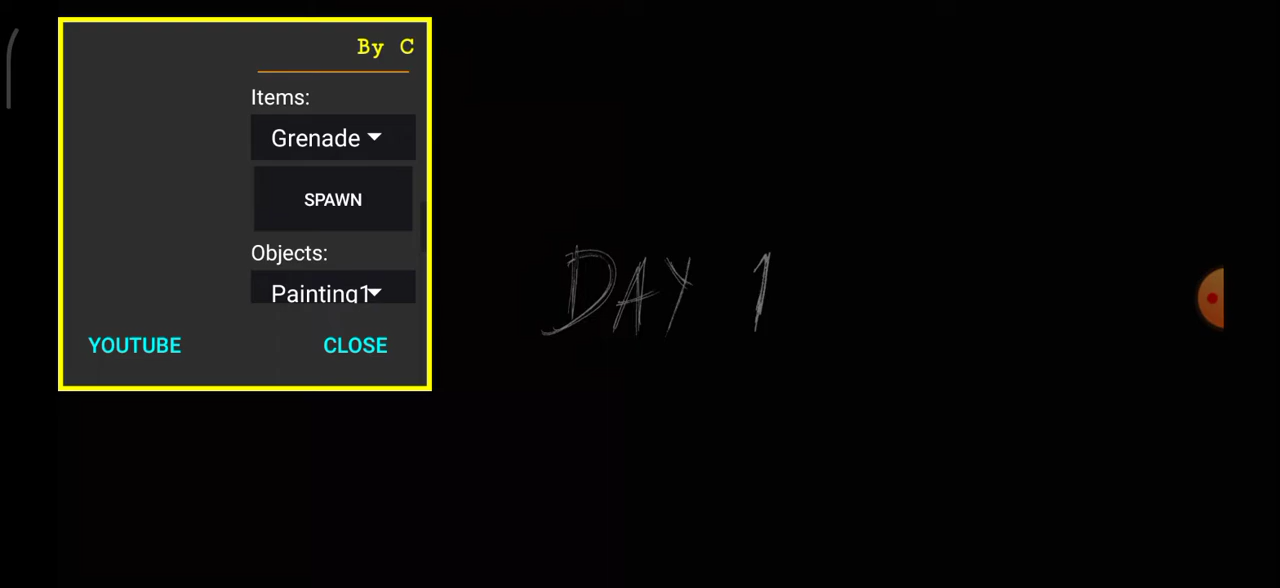 By C
Items:
Grenade
SPAWN
Objects:
Painting1
YOUTUBE
CLOSE
DAY 1